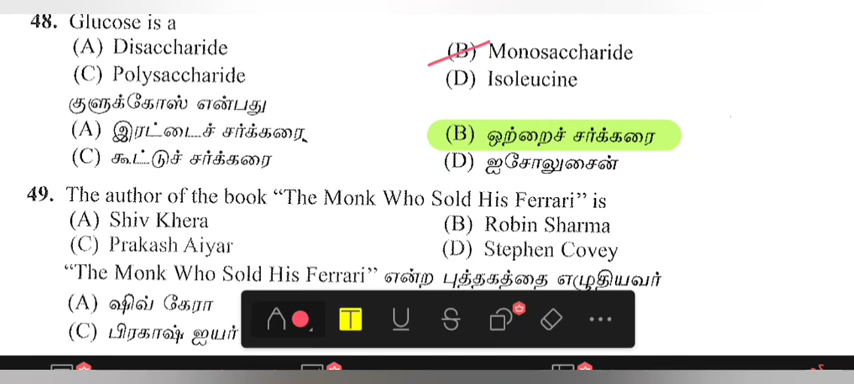 48. Glucose is a
(A) Disaccharide (B) Monosaccharide
(C) Polysaccharide (D) Isoleucine
குளுக்கோஸ் என்பது
(A) இரட்டைச் சர்க்கரை (B) ஒற்றைச் சர்க்கரை
(C) கூட்டுச் சர்க்கரை (D) ஐசோலுசைன்
49. The author of the book “The Monk Who Sold His Ferrari” is
(A) Shiv Khera (B) Robin Sharma
(C) Prakash Aiyar (D) Stephen Covey
“The Monk Who Sold His Ferrari” என்ற புத்தகத்தை எழுதியவர்
(A) ஷிவ் கேரா
(C) பிரகாஷ் ஐயர்